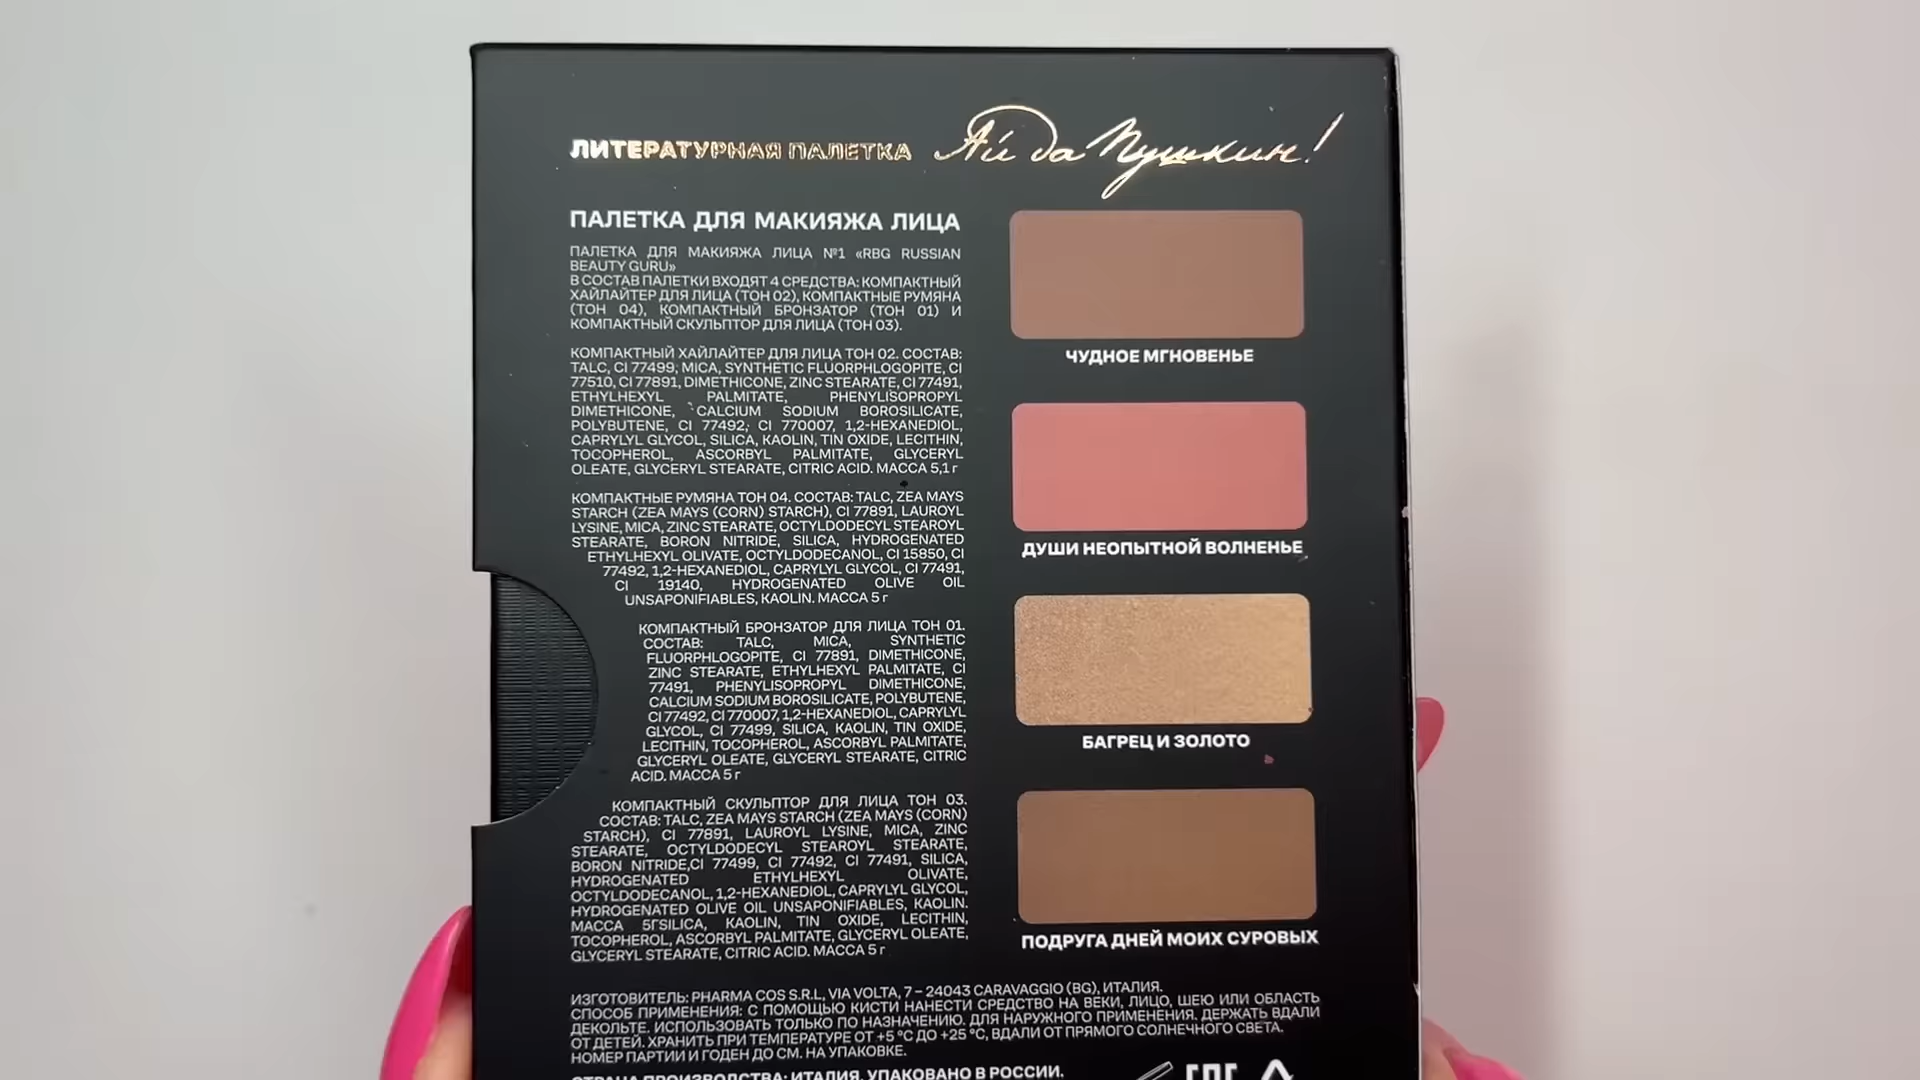 ЛИТЕРАТУРНАЯ ПАЛЕТКА Ай да Пушкин!
ПАЛЕТКА ДЛЯ МАКИЯЖА ЛИЦА
ПАЛЕТКА ДЛЯ МАКИЯЖА ЛИЦА №1 «RBG RUSSIAN
BEAUTY GURU»
В СОСТАВ ПАЛЕТКИ ВХОДЯТ 4 СРЕДСТВА: КОМПАКТНЫЙ
ХАЙЛАЙТЕР ДЛЯ ЛИЦА (ТОН 02), КОМПАКТНЫЕ РУМЯНА
(ТОН 04), КОМПАКТНЫЙ БРОНЗАТОР (ТОН 01) И
КОМПАКТНЫЙ СКУЛЬПТОР ДЛЯ ЛИЦА (ТОН 03).
КОМПАКТНЫЙ ХАЙЛАЙТЕР ДЛЯ ЛИЦА ТОН 02. СОСТАВ:
TALC, CI 77499, MICA, SYNTHETIC FLUORPHLOGOPITE, CI
77510, CI 77891, DIMETHICONE, ZINC STEARATE, CI 77491,
ETHYLHEXYL PALMITATE, PHENYLISOPROPYL
DIMETHICONE, CALCIUM SODIUM BOROSILICATE,
POLYBUTENE, CI 77492, CI 770007, 1,2-HEXANEDIOL,
CAPRYLYL GLYCOL, SILICA, KAOLIN, TIN OXIDE, LECITHIN,
TOCOPHEROL, ASCORBYL PALMITATE, GLYCERYL
OLEATE, GLYCERYL STEARATE, CITRIC ACID. МАССА 5,1 г
КОМПАКТНЫЕ РУМЯНА ТОН 04. СОСТАВ: TALC, ZEA MAYS
STARCH (ZEA MAYS (CORN) STARCH), CI 77891, LAUROYL
LYSINE, MICA, ZINC STEARATE, OCTYLDODECYL STEAROYL
STEARATE, BORON NITRIDE, SILICA, HYDROGENATED
ETHYLHEXYL OLIVATE, OCTYLDODECANOL, CI 15850, CI
77492, 1,2-HEXANEDIOL, CAPRYLYL GLYCOL, CI 77491,
CI 19140, HYDROGENATED OLIVE OIL
UNSAPONIFIABLES, KAOLIN. МАССА 5 г
КОМПАКТНЫЙ БРОНЗАТОР ДЛЯ ЛИЦА ТОН 01.
СОСТАВ: TALC, MICA, SYNTHETIC
FLUORPHLOGOPITE, CI 77891, DIMETHICONE,
ZINC STEARATE, ETHYLHEXYL PALMITATE, CI
77491, PHENYLISOPROPYL DIMETHICONE,
CALCIUM SODIUM BOROSILICATE, POLYBUTENE,
CI 77492, CI 770007, 1,2-HEXANEDIOL, CAPRYLYL
GLYCOL, CI 77499, SILICA, KAOLIN, TIN OXIDE,
LECITHIN, TOCOPHEROL, ASCORBYL PALMITATE,
GLYCERYL OLEATE, GLYCERYL STEARATE, CITRIC
ACID. МАССА 5 г
КОМПАКТНЫЙ СКУЛЬПТОР ДЛЯ ЛИЦА ТОН 03.
СОСТАВ: TALC, ZEA MAYS STARCH (ZEA MAYS (CORN)
STARCH), CI 77891, LAUROYL LYSINE, MICA, ZINC
STEARATE, OCTYLDODECYL STEAROYL STEARATE,
BORON NITRIDE,CI 77499, CI 77492, CI 77491, SILICA,
HYDROGENATED ETHYLHEXYL OLIVATE,
OCTYLDODECANOL, 1,2-HEXANEDIOL, CAPRYLYL GLYCOL,
HYDROGENATED OLIVE OIL UNSAPONIFIABLES, KAOLIN.
МАССА 5ГSILICA, KAOLIN, TIN OXIDE, LECITHIN,
TOCOPHEROL, ASCORBYL PALMITATE, GLYCERYL OLEATE,
GLYCERYL STEARATE, CITRIC ACID. МАССА 5 г
ЧУДНОЕ МГНОВЕНЬЕ
ДУШИ НЕОПЫТНОЙ ВОЛНЕНЬЕ
БАГРЕЦ И ЗОЛОТО
ПОДРУГА ДНЕЙ МОИХ СУРОВЫХ
ИЗГОТОВИТЕЛЬ: PHARMA COS S.R.L, VIA VOLTA, 7 – 24043 CARAVAGGIO (BG), ИТАЛИЯ.
СПОСОБ ПРИМЕНЕНИЯ: С ПОМОЩЬЮ КИСТИ НАНЕСТИ СРЕДСТВО НА ВЕКИ, ЛИЦО, ШЕЮ ИЛИ ОБЛАСТЬ
ДЕКОЛЬТЕ. ИСПОЛЬЗОВАТЬ ТОЛЬКО ПО НАЗНАЧЕНИЮ. ДЛЯ НАРУЖНОГО ПРИМЕНЕНИЯ. ДЕРЖАТЬ ВДАЛИ
ОТ ДЕТЕЙ. ХРАНИТЬ ПРИ ТЕМПЕРАТУРЕ ОТ +5 °С ДО +25 °С, ВДАЛИ ОТ ПРЯМОГО СОЛНЕЧНОГО СВЕТА.
НОМЕР ПАРТИИ И ГОДЕН ДО СМ. НА УПАКОВКЕ.
СТРАНА ПРОИЗВОДСТВА: ИТАЛИЯ. УПАКОВАНО В РОССИИ.